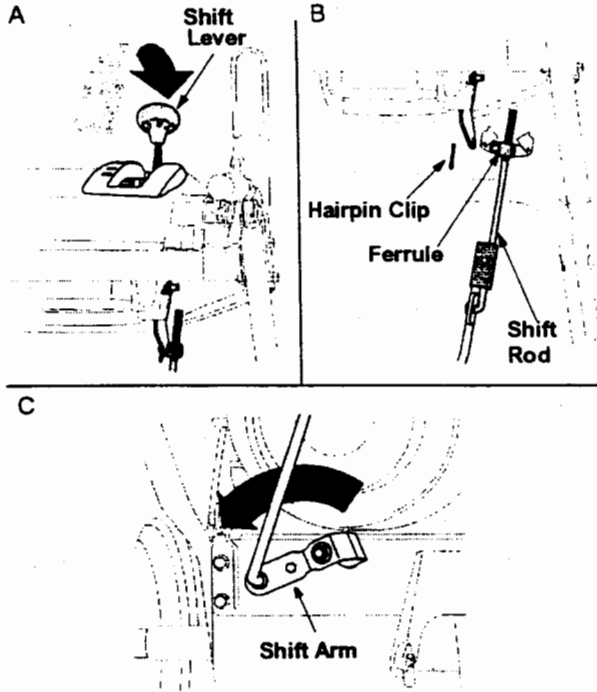 A
Shift
Lever
B
Hairpin Clip
Ferrule
Shift
Rod
C
Shift Arm